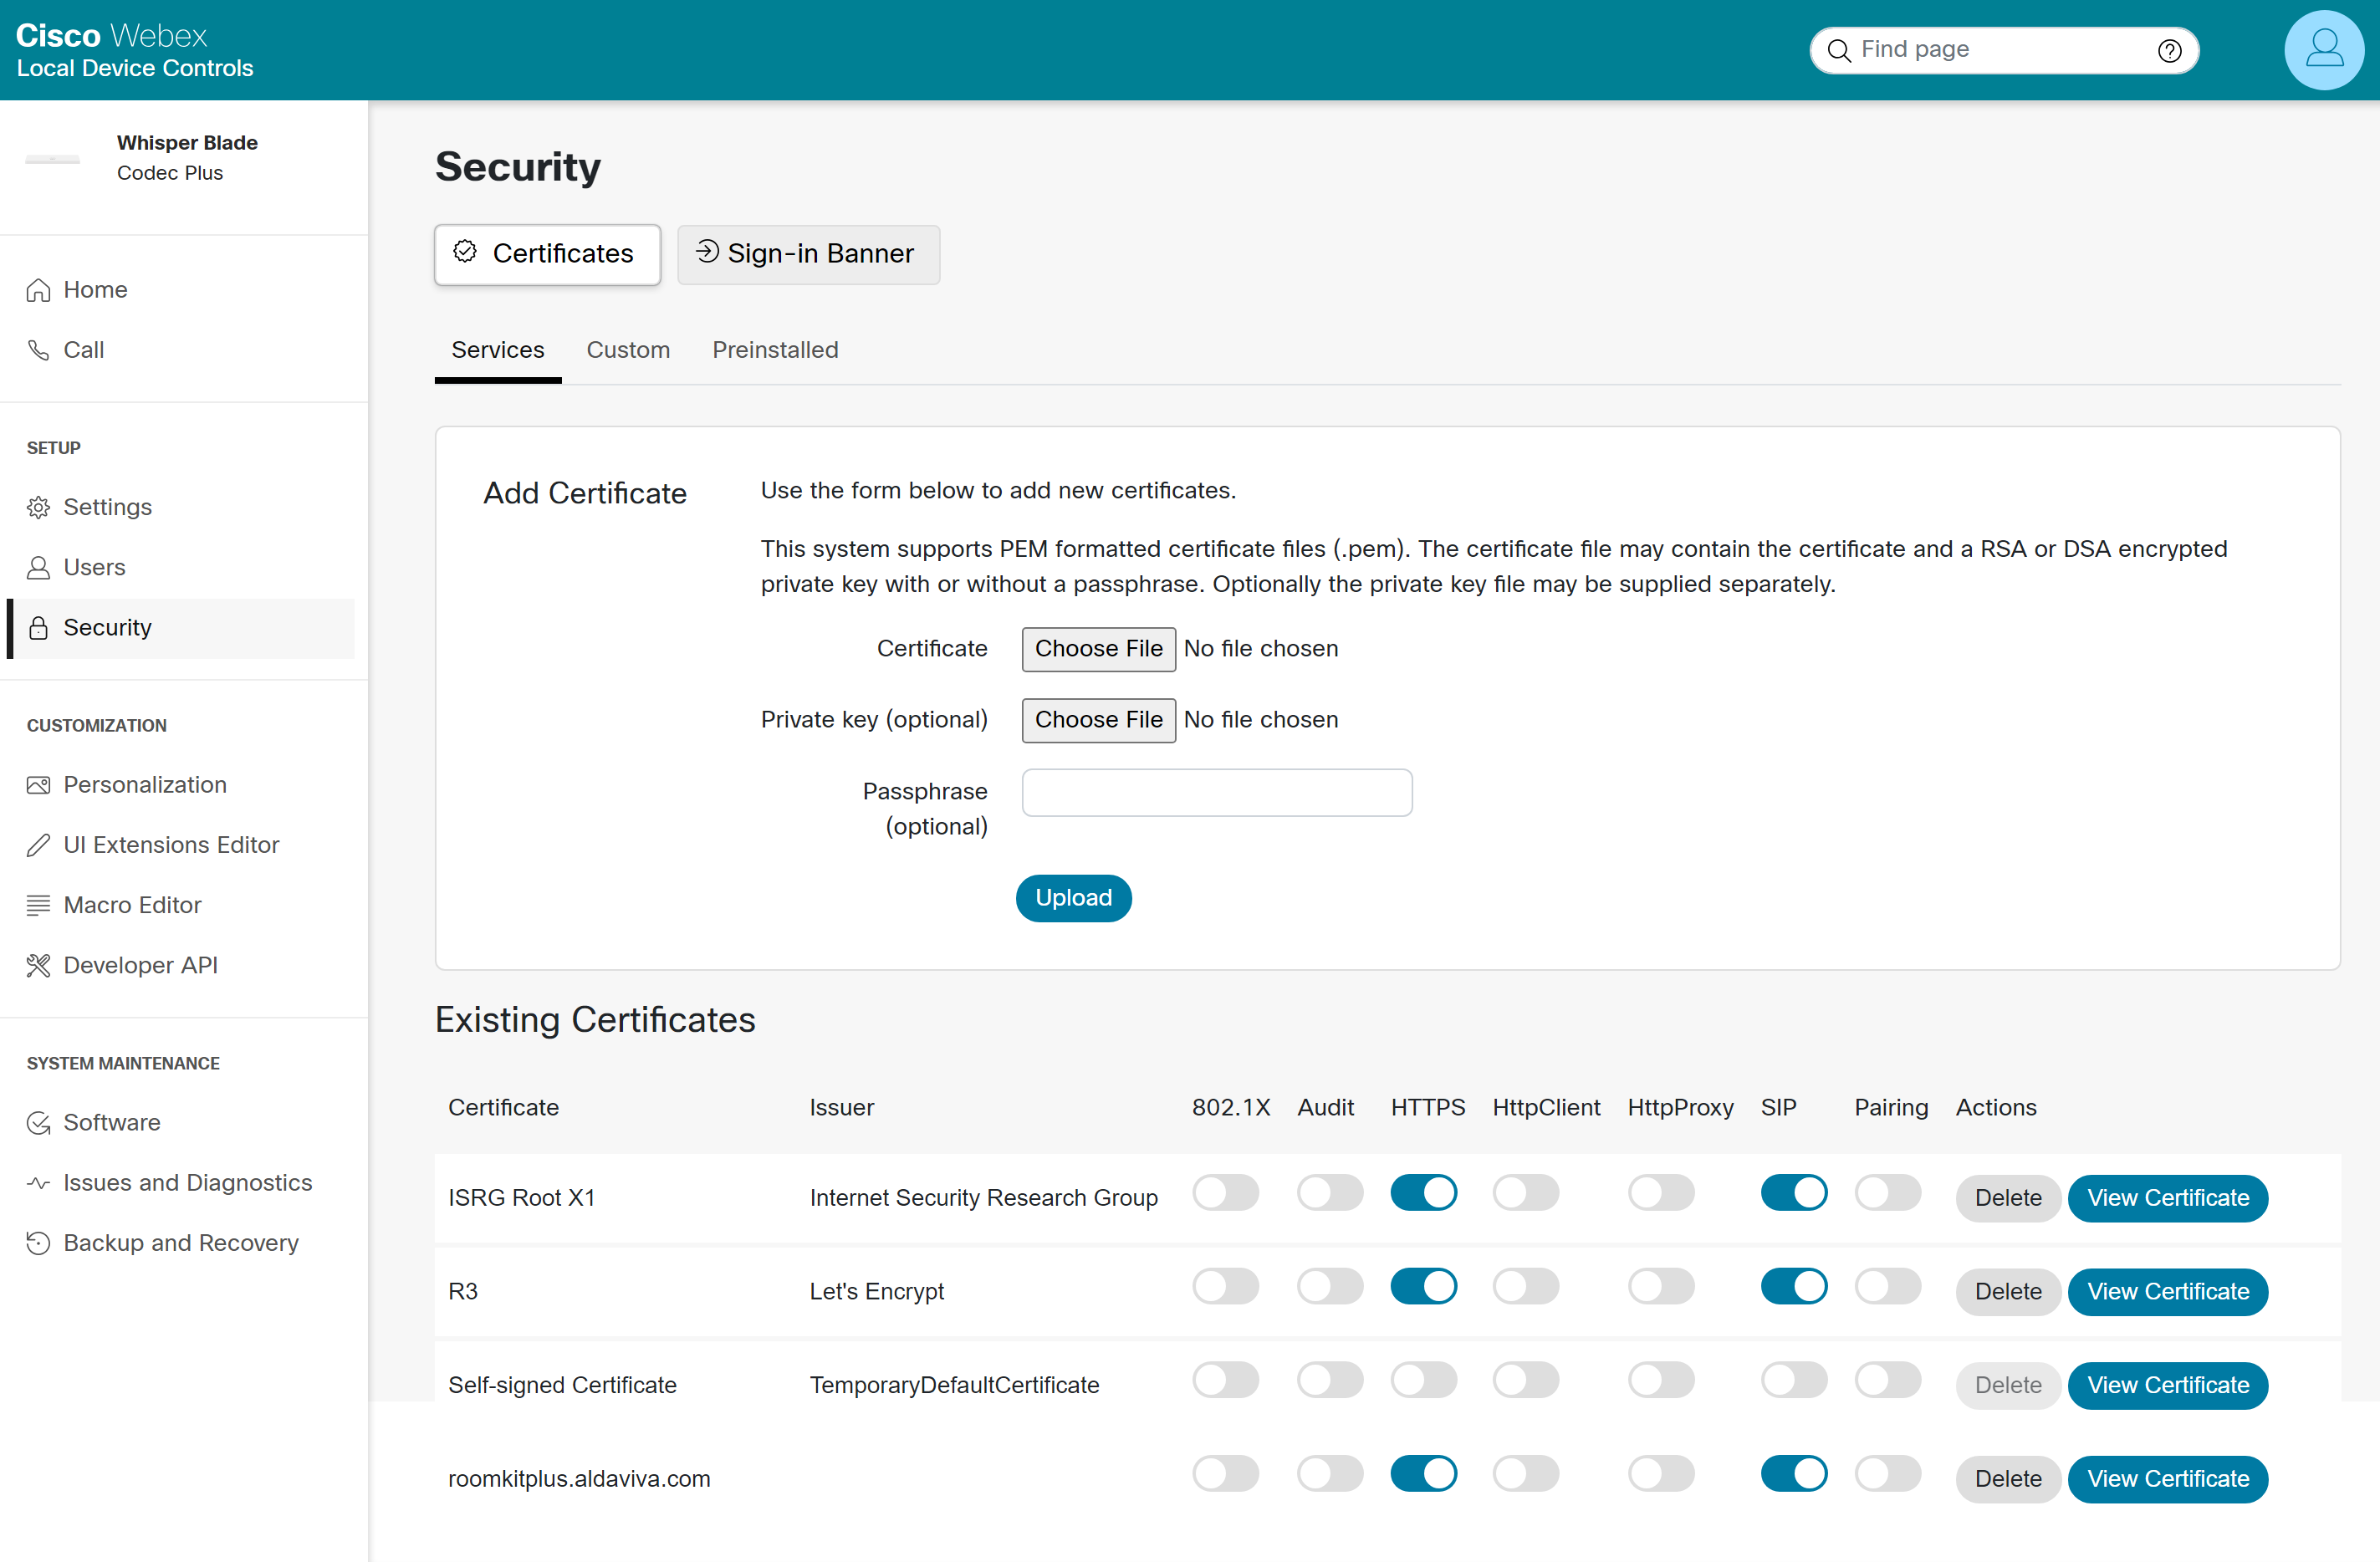 Cisco Webex
Local Device Controls
Find page
Whisper Blade
Codec Plus
Home
Call
SETUP
Settings
Users
Security
CUSTOMIZATION
Personalization
UI Extensions Editor
Macro Editor
Developer API
SYSTEM MAINTENANCE
Software
Issues and Diagnostics
Backup and Recovery
Security
Certificates
Sign-in Banner
Services Custom Preinstalled
Add Certificate
Use the form below to add new certificates.
This system supports PEM formatted certificate files (.pem). The certificate file may contain the certificate and a RSA or DSA encrypted
private key with or without a passphrase. Optionally the private key file may be supplied separately.
Certificate Choose File No file chosen
Private key (optional) Choose File No file chosen
Passphrase
(optional)
Upload
Existing Certificates
Certificate Issuer 802.1X Audit HTTPS HttpClient HttpProxy SIP Pairing Actions
ISRG Root X1 Internet Security Research Group Delete View Certificate
R3 Let's Encrypt Delete View Certificate
Self-signed Certificate TemporaryDefaultCertificate Delete View Certificate
roomkitplus.aldaviva.com Delete View Certificate